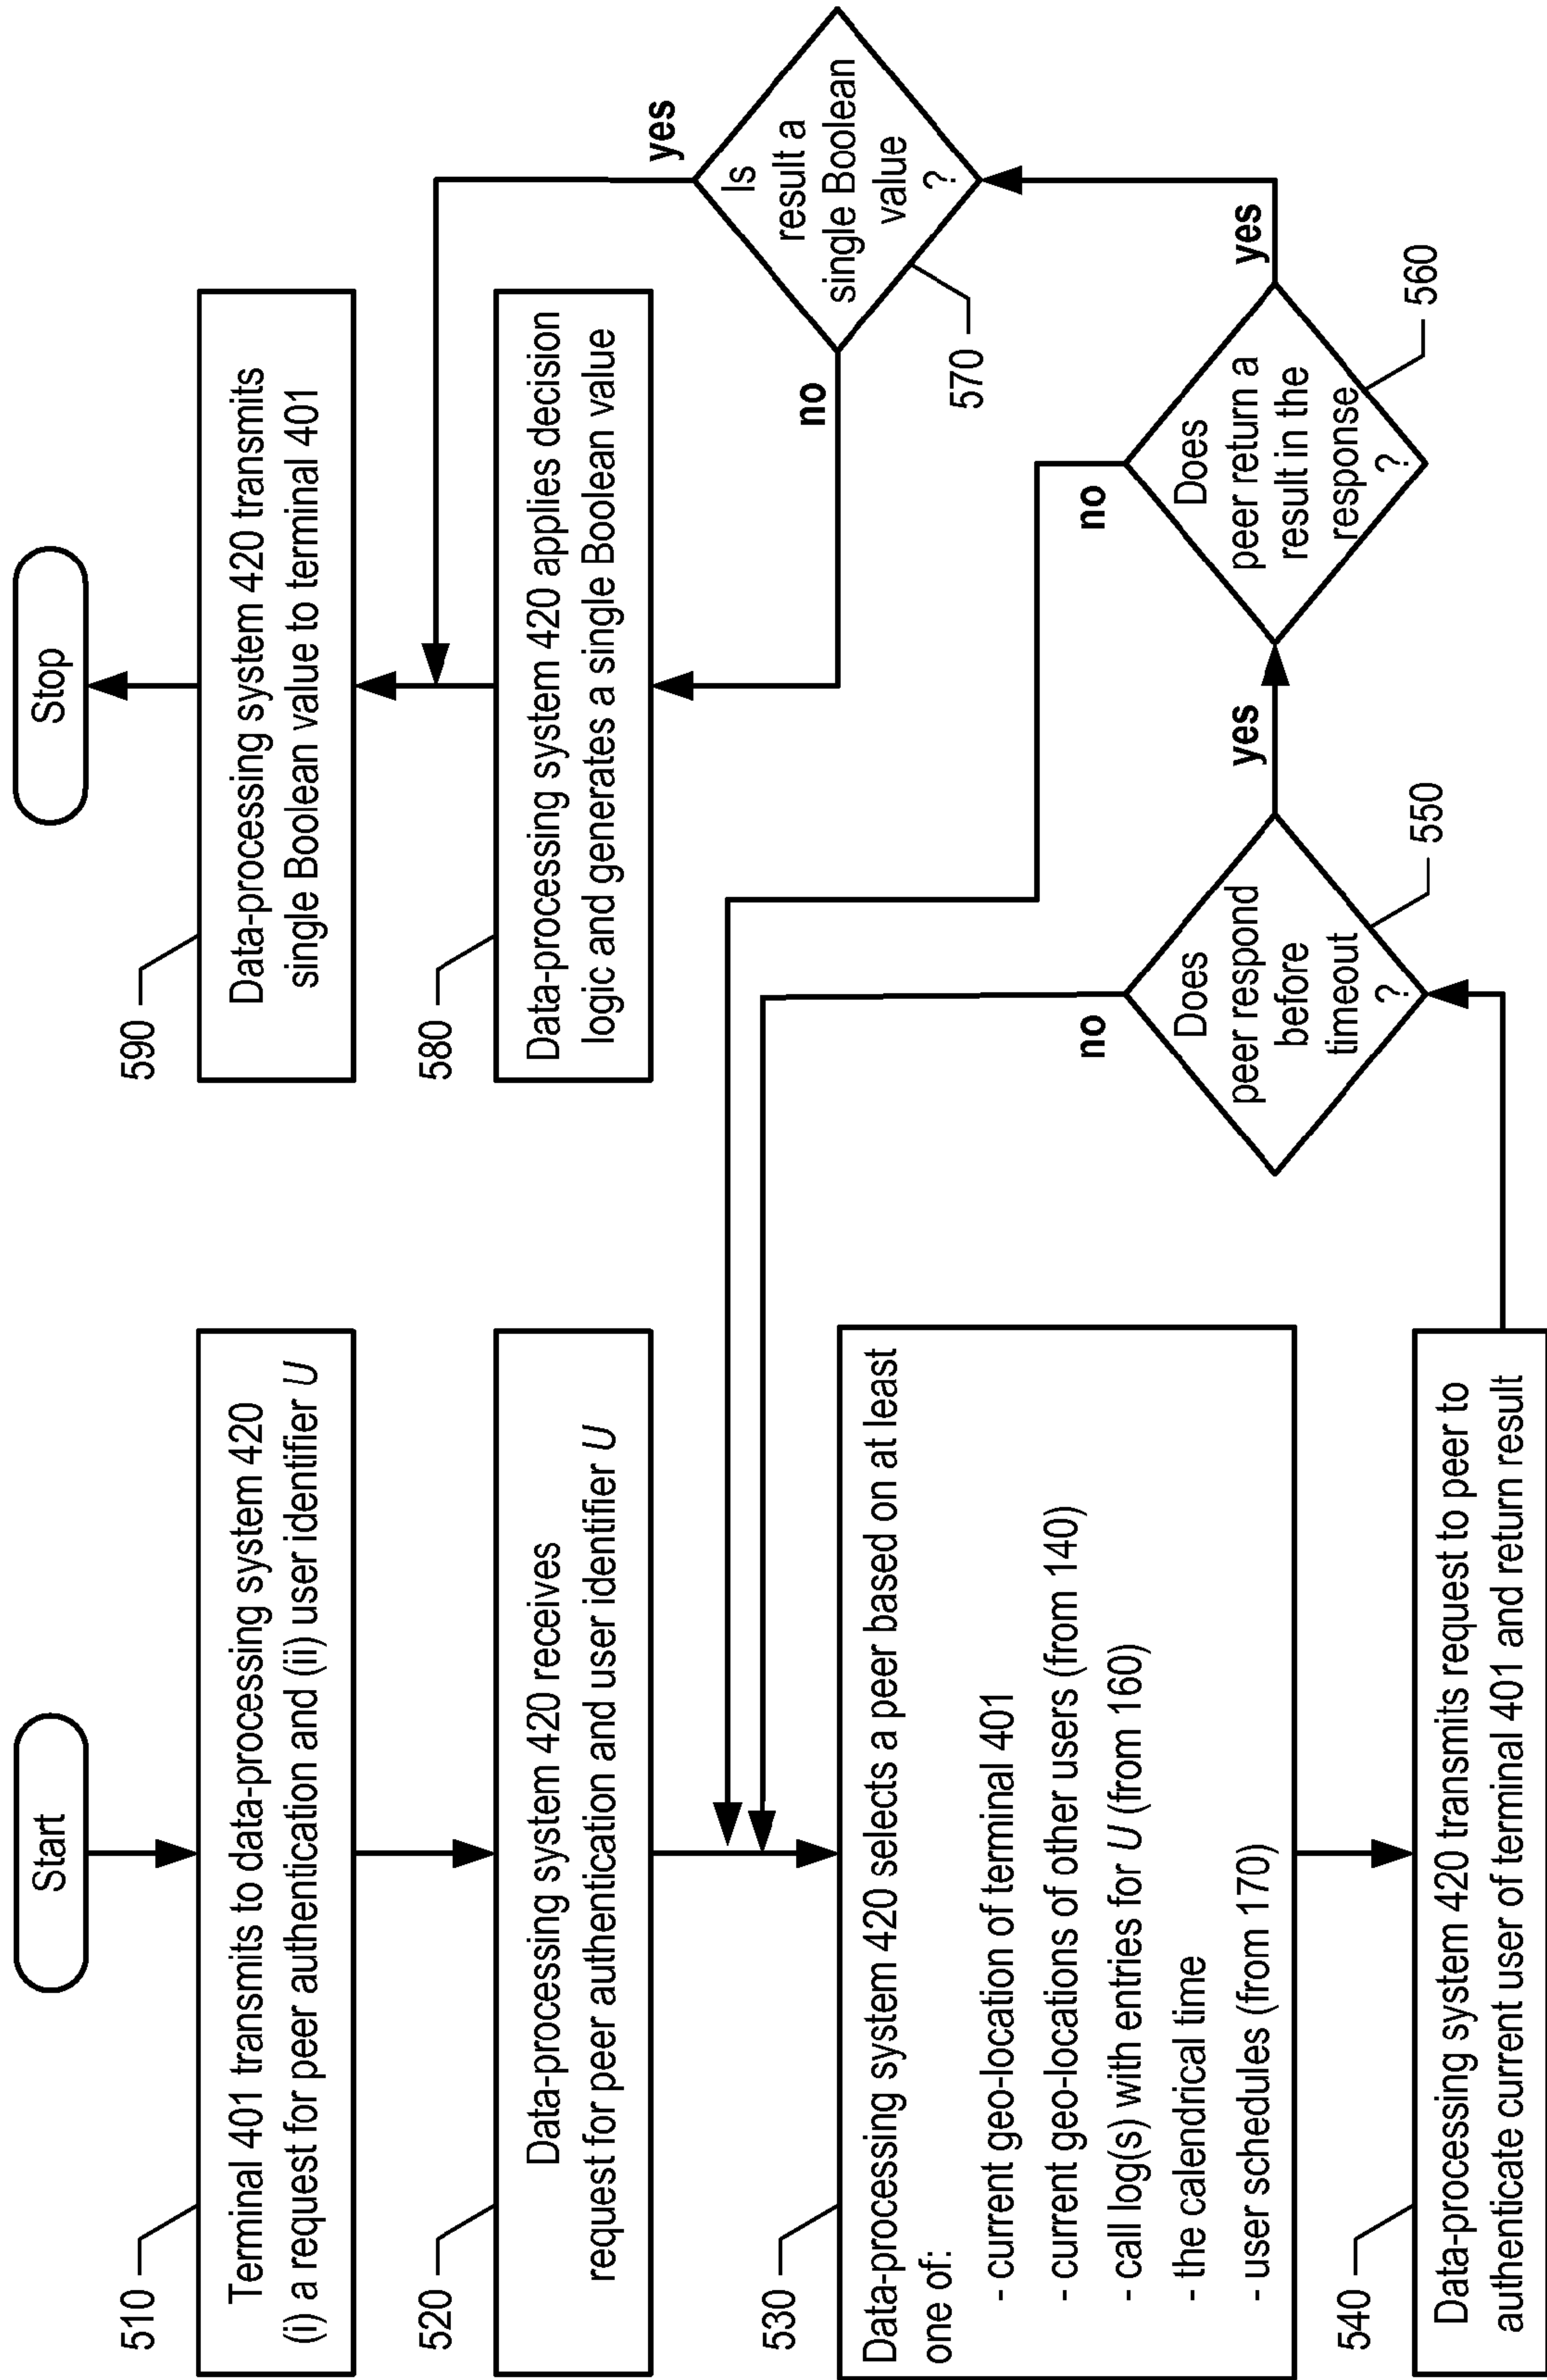 Start
510
Terminal 401 transmits to data-processing system 420
(i) a request for peer authentication and (ii) user identifier U
520
Data-processing system 420 receives
request for peer authentication and user identifier U
530
Data-processing system 420 selects a peer based on at least
one of:
- current geo-location of terminal 401
- current geo-locations of other users (from 140)
- call log(s) with entries for U (from 160)
- the calendrical time
- user schedules (from 170)
540
Data-processing system 420 transmits request to peer to
authenticate current user of terminal 401 and return result
Does
peer respond
before
timeout
?
550
no
yes
Does
peer return a
result in the
response
?
560
no
yes
Is
result a
single Boolean
value
?
570
no
yes
580
Data-processing system 420 applies decision
logic and generates a single Boolean value
590
Data-processing system 420 transmits
single Boolean value to terminal 401
Stop